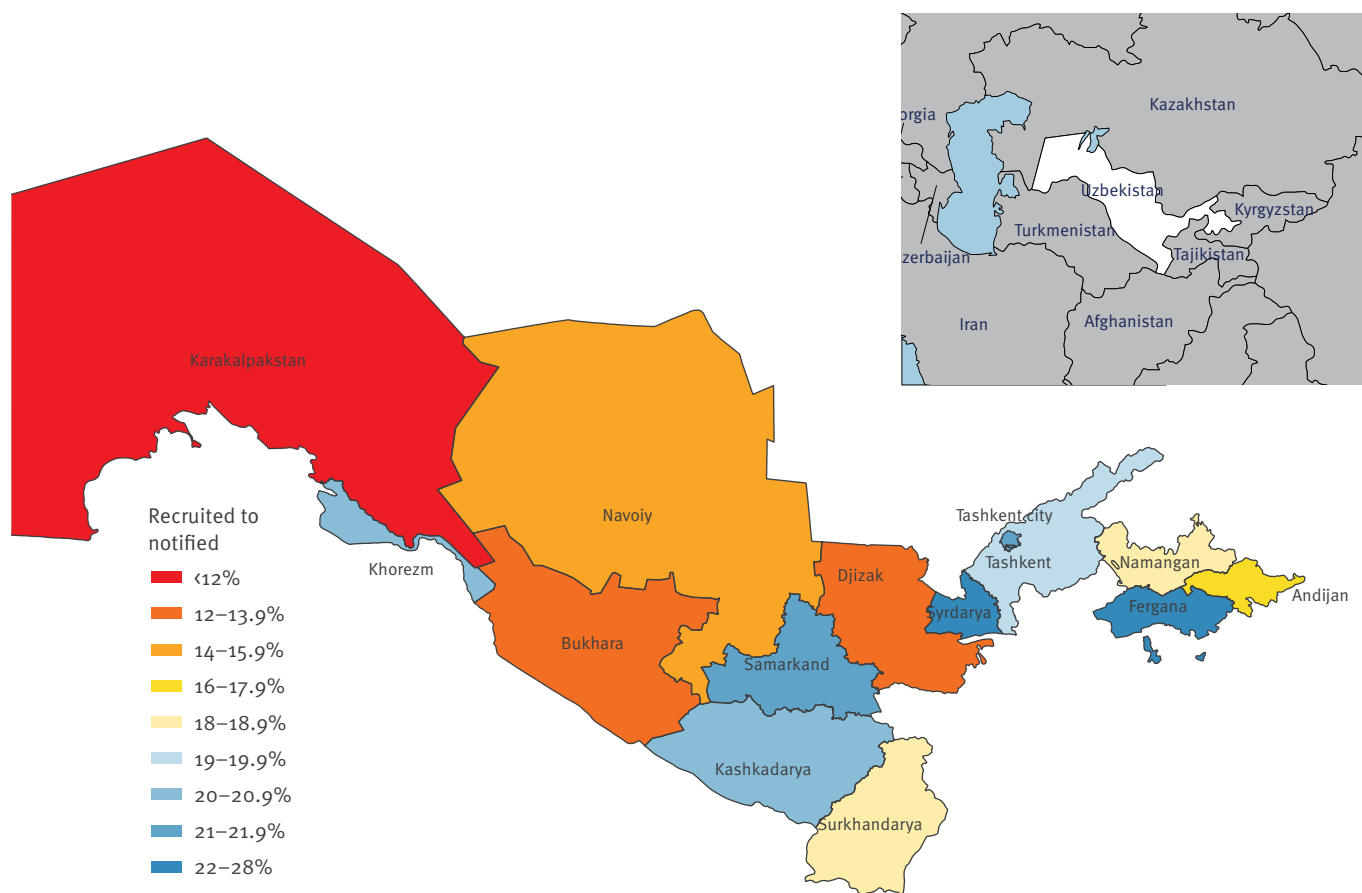 Kazakhstan
orgia
Uzbekistan
Kyrgyzstan
Turkmenistan
Tajikistan
zerbaijan
Iran
Afghanistan
Karakalpakstan
Navoiy
Tashkent city
Khorezm
Djizak
Tashkent
Namangan
Andijan
Syrdarya
Fergana
Bukhara
Samarkand
Kashkadarya
Surkhandarya
Recruited to
notified
<12%
12–13.9%
14–15.9%
16–17.9%
18–18.9%
19–19.9%
20–20.9%
21–21.9%
22–28%